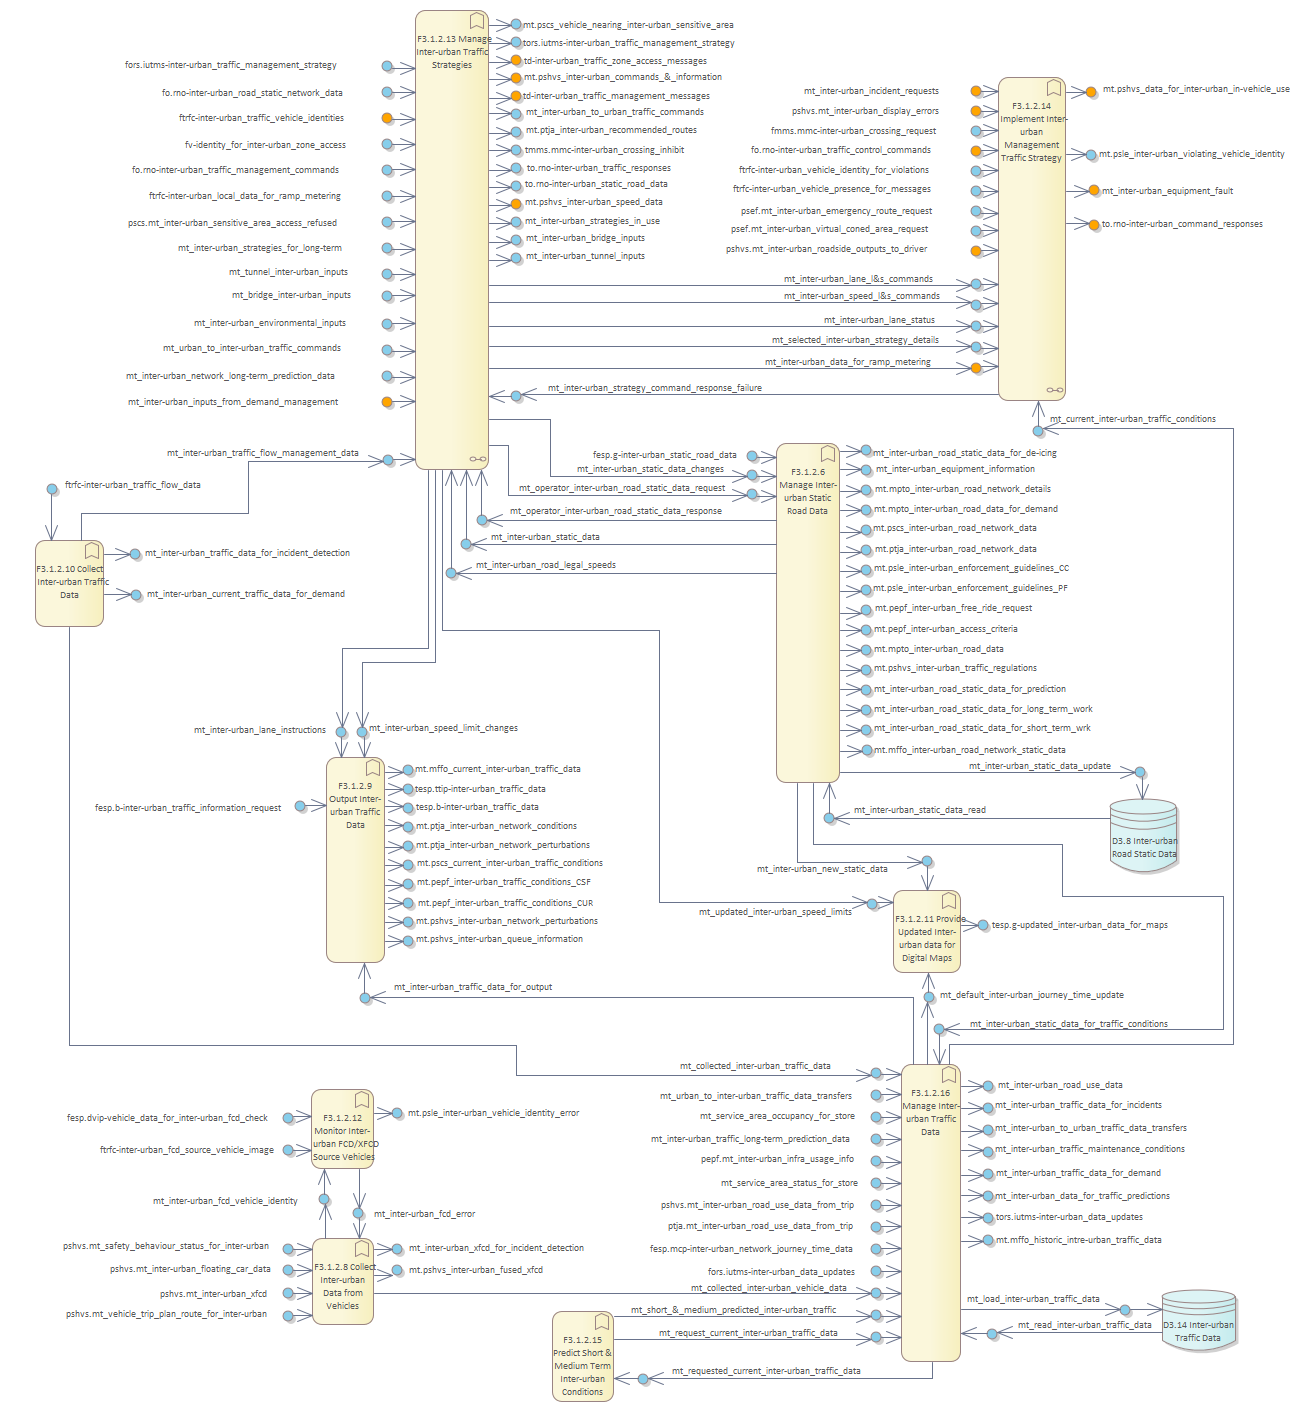 F3.1.2.13 Manage
Inter-urban Traffic
Strategies
fors.iutms-inter-urban_traffic_management_strategy
fo.rno-inter-urban_road_static_network_data
ftrfc-inter-urban_traffic_vehicle_identities
fv-identity_for_inter-urban_zone_access
fo.rno-inter-urban_traffic_management_commands
ftrfc-inter-urban_local_data_for_ramp_metering
pscs.mt_inter-urban_sensitive_area_access_refused
mt_inter-urban_strategies_for_long-term
mt_tunnel_inter-urban_inputs
mt_bridge_inter-urban_inputs
mt_inter-urban_environmental_inputs
mt_urban_to_inter-urban_traffic_commands
mt_inter-urban_network_long-term_prediction_data
mt_inter-urban_inputs_from_demand_management
mt_inter-urban_traffic_flow_management_data
mt.pscs_vehicle_nearing_inter-urban_sensitive_area
tors.iutms-inter-urban_traffic_management_strategy
td-inter-urban_traffic_zone_access_messages
mt.pshvs_inter-urban_commands_&_information
td-inter-urban_traffic_management_messages
mt_inter-urban_to_urban_traffic_commands
mt.ptja_inter-urban_recommended_routes
tmms.mmc-inter-urban_crossing_inhibit
to.rno-inter-urban_traffic_responses
to.rno-inter-urban_static_road_data
mt.pshvs_inter-urban_speed_data
mt_inter-urban_strategies_in_use
mt_inter-urban_bridge_inputs
mt_inter-urban_tunnel_inputs
mt_inter-urban_incident_requests
pshvs.mt_inter-urban_display_errors
fmms.mmc-inter-urban_crossing_request
fo.rno-inter-urban_traffic_control_commands
ftrfc-inter-urban_vehicle_identity_for_violations
ftrfc-inter-urban_vehicle_presence_for_messages
psef.mt_inter-urban_emergency_route_request
psef.mt_inter-urban_virtual_coned_area_request
pshvs.mt_inter-urban_roadside_outputs_to_driver
mt_inter-urban_lane_i&s_commands
mt_inter-urban_speed_i&s_commands
mt_inter-urban_lane_status
mt_selected_inter-urban_strategy_details
mt_inter-urban_data_for_ramp_metering
mt_inter-urban_strategy_command_response_failure
F3.1.2.14
Implement Inter-
urban
Management
Traffic Strategy
mt.pshvs_data_for_inter-urban_in-vehicle_use
mt.psle_inter-urban_violating_vehicle_identity
mt_inter-urban_equipment_fault
to.rno-inter-urban_command_responses
mt_current_inter-urban_traffic_conditions
fesp.g-inter-urban_static_road_data
mt_inter-urban_static_data_changes
mt_operator_inter-urban_road_static_data_request
mt_operator_inter-urban_road_static_data_response
mt_inter-urban_static_data
mt_inter-urban_road_legal_speeds
F3.1.2.6
Manage Inter-
urban Static
Road Data
mt_inter-urban_road_static_data_for_de-icing
mt_inter-urban_equipment_information
mt.mpto_inter-urban_road_network_details
mt.mpto_inter-urban_road_data_for_demand
mt.pscs_inter-urban_road_network_data
mt.ptja_inter-urban_road_network_data
mt.psle_inter-urban_enforcement_guidelines_CC
mt.psle_inter-urban_enforcement_guidelines_PF
mt.pepf_inter-urban_free_ride_request
mt.pepf_inter-urban_access_criteria
mt.mpto_inter-urban_road_data
mt.pshvs_inter-urban_traffic_regulations
mt_inter-urban_road_static_data_for_prediction
mt_inter-urban_road_static_data_for_long_term_work
mt_inter-urban_road_static_data_for_short_term_wrk
mt.mffo_inter-urban_road_network_static_data
mt_inter-urban_static_data_update
mt_inter-urban_static_data_read
D3.8 Inter-urban
Road Static Data
ftrfc-inter-urban_traffic_flow_data
F3.1.2.10 Collect
Inter-urban Traffic
Data
mt_inter-urban_traffic_data_for_incident_detection
mt_inter-urban_current_traffic_data_for_demand
mt_inter-urban_lane_instructions
mt_inter-urban_speed_limit_changes
fesp.b-inter-urban_traffic_information_request
F3.1.2.9
Output Inter-
urban Traffic
Data
mt.mffo_current_inter-urban_traffic_data
tesp.ttip-inter-urban_traffic_data
tesp.b-inter-urban_traffic_data
mt.ptja_inter-urban_network_conditions
mt.ptja_inter-urban_network_perturbations
mt.pscs_current_inter-urban_traffic_conditions
mt.pepf_inter-urban_traffic_conditions_CSF
mt.pepf_inter-urban_traffic_conditions_CUR
mt.pshvs_inter-urban_network_perturbations
mt.pshvs_inter-urban_queue_information
mt_inter-urban_traffic_data_for_output
mt_inter-urban_new_static_data
mt_updated_inter-urban_speed_limits
F3.1.2.11 Provide
Updated Inter-
urban data for
Digital Maps
tesp.g-updated_inter-urban_data_for_maps
mt_default_inter-urban_journey_time_update
mt_inter-urban_static_data_for_traffic_conditions
mt_collected_inter-urban_traffic_data
mt_urban_to_inter-urban_traffic_data_transfers
mt_service_area_occupancy_for_store
mt_inter-urban_traffic_long-term_prediction_data
pepf.mt_inter-urban_infra_usage_info
mt_service_area_status_for_store
pshvs.mt_inter-urban_road_use_data_from_trip
ptja.mt_inter-urban_road_use_data_from_trip
fesp.mcp-inter-urban_network_journey_time_data
fors.iutms-inter-urban_data_updates
mt_collected_inter-urban_vehicle_data
mt_short_&_medium_predicted_inter-urban_traffic
mt_request_current_inter-urban_traffic_data
mt_requested_current_inter-urban_traffic_data
F3.1.2.16
Manage Inter-
urban Traffic
Data
mt_inter-urban_road_use_data
mt_inter-urban_traffic_data_for_incidents
mt_inter-urban_to_urban_traffic_data_transfers
mt_inter-urban_traffic_maintenance_conditions
mt_inter-urban_traffic_data_for_demand
mt_inter-urban_data_for_traffic_predictions
tors.iutms-inter-urban_data_updates
mt.mffo_historic_intre-urban_traffic_data
mt_load_inter-urban_traffic_data
mt_read_inter-urban_traffic_data
D3.14 Inter-urban
Traffic Data
fesp.dvip-vehicle_data_for_inter-urban_fcd_check
ftrfc-inter-urban_fcd_source_vehicle_image
F3.1.2.12
Monitor Inter-
urban FCD/XFCD
Source Vehicles
mt.psle_inter-urban_vehicle_identity_error
mt_inter-urban_fcd_vehicle_identity
mt_inter-urban_fcd_error
pshvs.mt_safety_behaviour_status_for_inter-urban
pshvs.mt_inter-urban_floating_car_data
pshvs.mt_inter-urban_xfcd
pshvs.mt_vehicle_trip_plan_route_for_inter-urban
F3.1.2.8 Collect
Inter-urban
Data from
Vehicles
mt_inter-urban_xfcd_for_incident_detection
mt.pshvs_inter-urban_fused_xfcd
F3.1.2.15
Predict Short &
Medium Term
Inter-urban
Conditions